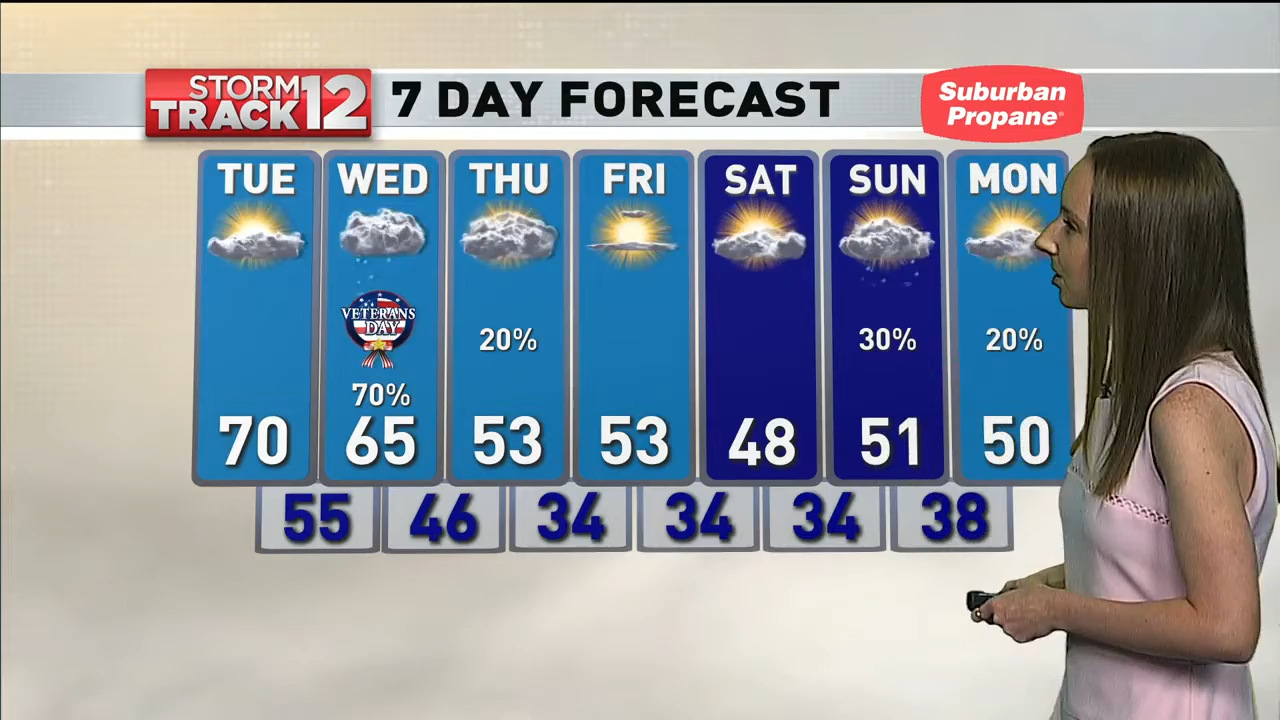 STORM
TRACK 12
7 DAY FORECAST
Suburban
Propane®
TUE WED THU FRI SAT SUN MON
VETERANS
DAY
20% 30% 20%
70%
70 65 53 53 48 51 50
55 46 34 34 34 38